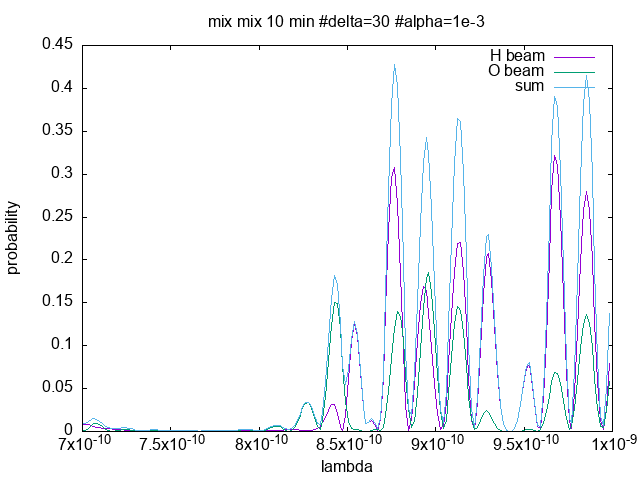 mix mix 10 min #delta=30 #alpha=1e-3
0.45
0.4
0.35
0.3
0.25
0.2
0.15
0.1
0.05
0
probability
H beam
O beam
sum
7x10⁻¹⁰ 7.5x10⁻¹⁰ 8x10⁻¹⁰ 8.5x10⁻¹⁰ 9x10⁻¹⁰ 9.5x10⁻¹⁰ 1x10⁻⁹
lambda